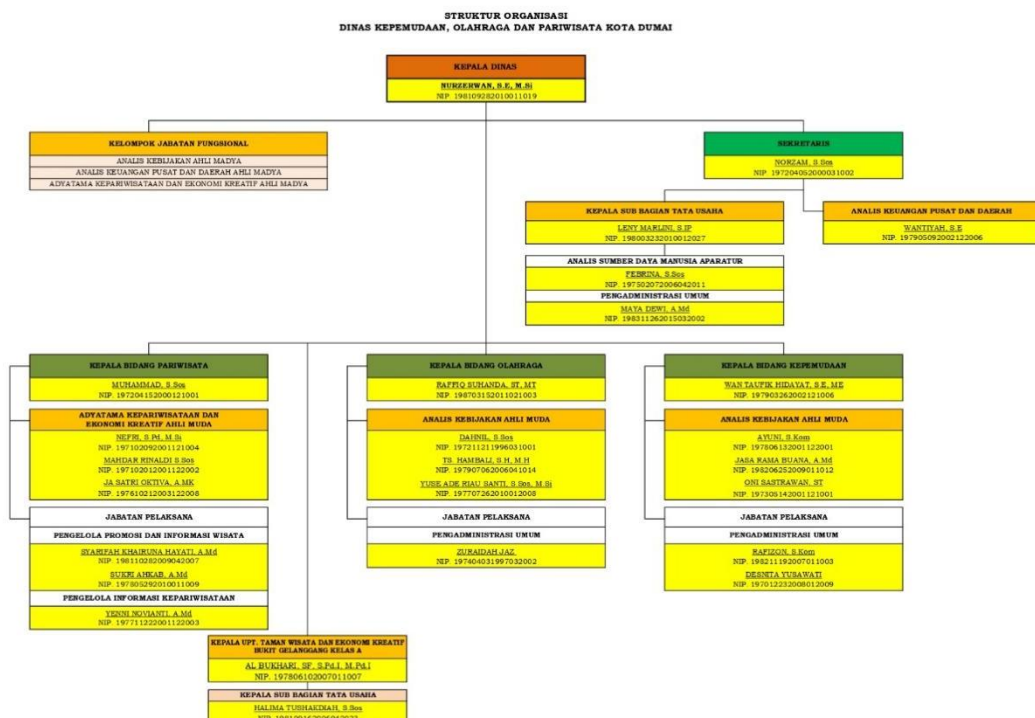 STRUKTUR ORGANISASI
DINAS KEPEMUDAAN, OLAHRAGA DAN PARIWISATA KOTA DUMAI
KEPALA DINAS
NURZERWAN, S.E, M.Si
NIP. 198109282010011019
KELOMPOK JABATAN FUNGSIONAL
ANALIS KEBIJAKAN AHLI MADYA
ANALIS KEUANGAN PUSAT DAN DAERAH AHLI MADYA
ADYATAMA KEPARIWISATAAN DAN EKONOMI KREATIF AHLI MADYA
SEKRETARIS
NORZAM, S.Sos
NIP. 197204052000031002
KEPALA SUB BAGIAN TATA USAHA
LENY MARLINI, S.IP
NIP. 198003232010012027
ANALIS KEUANGAN PUSAT DAN DAERAH
WANTIYAH, S.E
NIP. 197905092002122006
ANALIS SUMBER DAYA MANUSIA APARATUR
FEBRINA, S.Sos
NIP. 197502072006042011
PENGADMINISTRASI UMUM
MAYA DEWI, A.Md
NIP. 198311262015032002
KEPALA BIDANG PARIWISATA
MUHAMMAD, S.Sos
NIP. 197204152000121001
ADYATAMA KEPARIWISATAAN DAN
EKONOMI KREATIF AHLI MUDA
NEFRI, S.Pd, M.Si
NIP. 197102092001121004
MAHDAR RINALDI S.Sos
NIP. 197102012001122002
JA SATRI OKTIVA, A.MK
NIP. 197610212003122008
JABATAN PELAKSANA
PENGELOLA PROMOSI DAN INFORMASI WISATA
SYARIFAH KHAIRUNA HAYATI, A.Md
NIP. 198110282009042007
SUKRI AHKAB, A.Md
NIP. 197805292010011009
PENGELOLA INFORMASI KEPARIWISATAAN
YENNI NOVIANTI, A.Md
NIP. 197711222001122003
KEPALA BIDANG OLAHRAGA
RAFFIQ SUHANDA, ST, MT
NIP. 198703152011021003
ANALIS KEBIJAKAN AHLI MUDA
DAHNIL, S.Sos
NIP. 197211211996031001
TS. HAMBALI, S.H, M.H
NIP. 197907062006041014
YUSE ADE RIAU SANTI, S.Sos, M.Si
NIP. 197707262010012008
JABATAN PELAKSANA
PENGADMINISTRASI UMUM
ZURAIDAH JAZ
NIP. 197404031997032002
KEPALA BIDANG KEPEMUDAAN
WAN TAUFIK HIDAYAT, S.E, ME
NIP. 197903262002121006
ANALIS KEBIJAKAN AHLI MUDA
AYUNI, S.Kom
NIP. 197806132001122001
JASA RAMA BUANA, A.Md
NIP. 198206252009011012
ONI SASTRAWAN, ST
NIP. 197305142001121001
JABATAN PELAKSANA
PENGADMINISTRASI UMUM
RAFIZON, S.Kom
NIP. 198211192007011003
DESNITA YUSAWATI
NIP. 197012232008012009
KEPALA UPT. TAMAN WISATA DAN EKONOMI KREATIF
BUKIT GELANGGANG KELAS A
AL BUKHARI, SF, S.Pd.I, M.Pd.I
NIP. 197806102007011007
KEPALA SUB BAGIAN TATA USAHA
HALIMA TUSHAKDIAH, S.Sos
NIP.